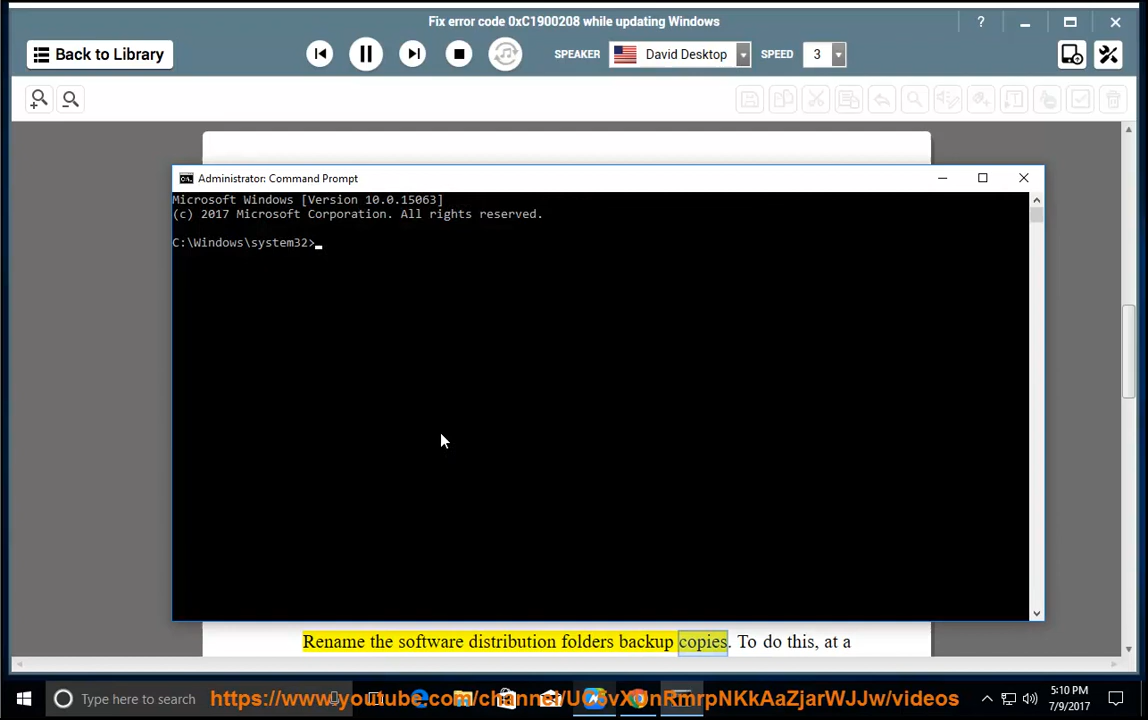 Fix error code 0xC1900208 while updating Windows
Back to Library
SPEAKER
David Desktop
SPEED
3
Administrator: Command Prompt
Microsoft Windows [Version 10.0.15063]
(c) 2017 Microsoft Corporation. All rights reserved.
C:\Windows\system32>
Rename the software distribution folders backup copies. To do this, at a
Type here to search
5:10 PM
7/9/2017